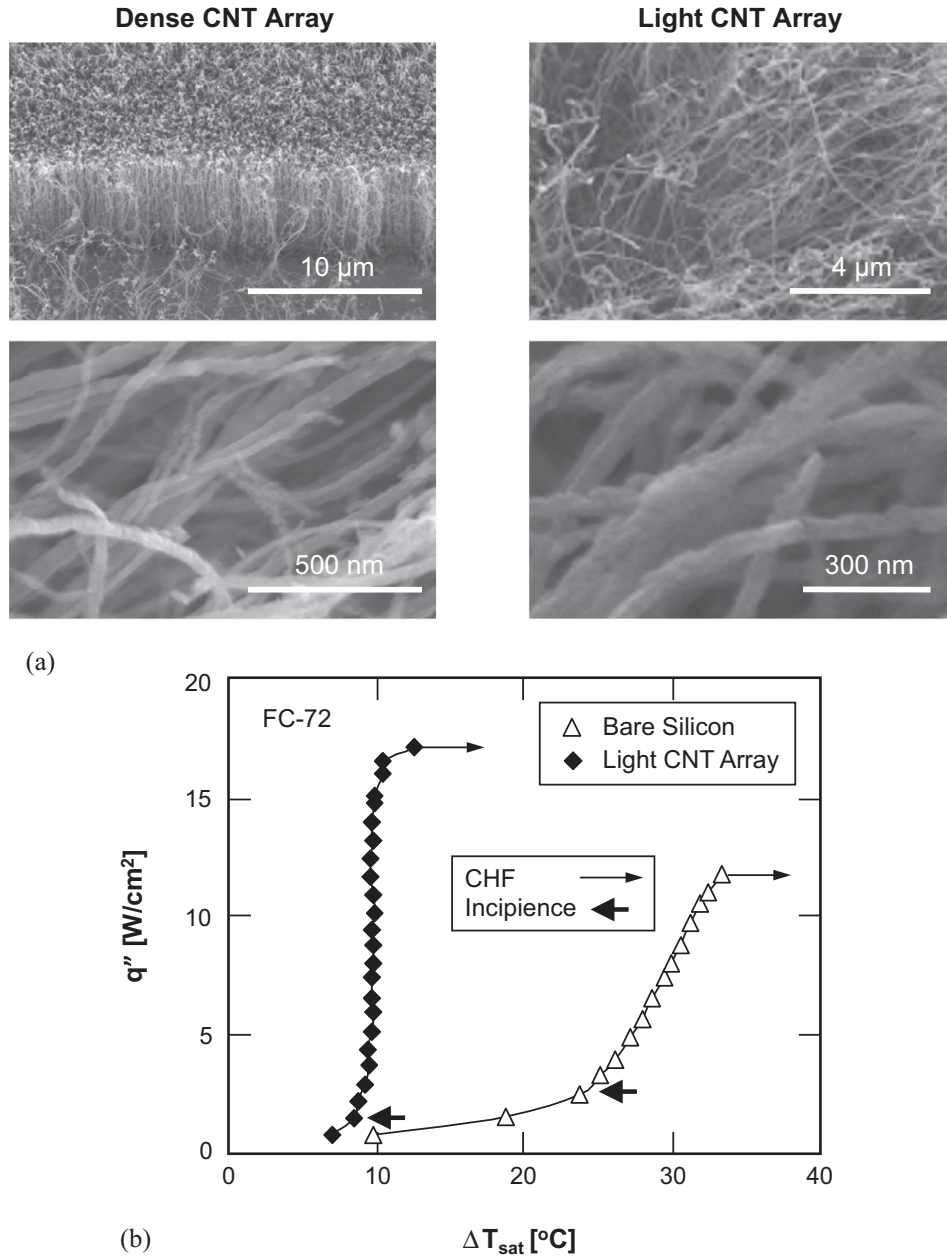 Dense CNT Array
Light CNT Array
10 µm
4 µm
500 nm
300 nm
(a)
20
15
10
5
0
q″ [W/cm²]
FC-72
Bare Silicon
Light CNT Array
CHF
Incipience
0
10
20
30
40
ΔTsat [°C]
(b)